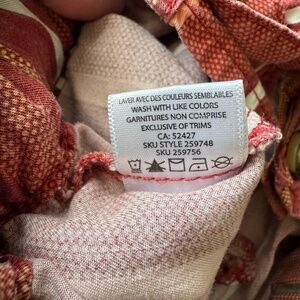 LAVER AVEC DES COULEURS SEMBLABLES
WASH WITH LIKE COLORS
GARNITURES NON COMPRISE
EXCLUSIVE OF TRIMS
CA: 52427
SKU STYLE 259748
SKU 259756